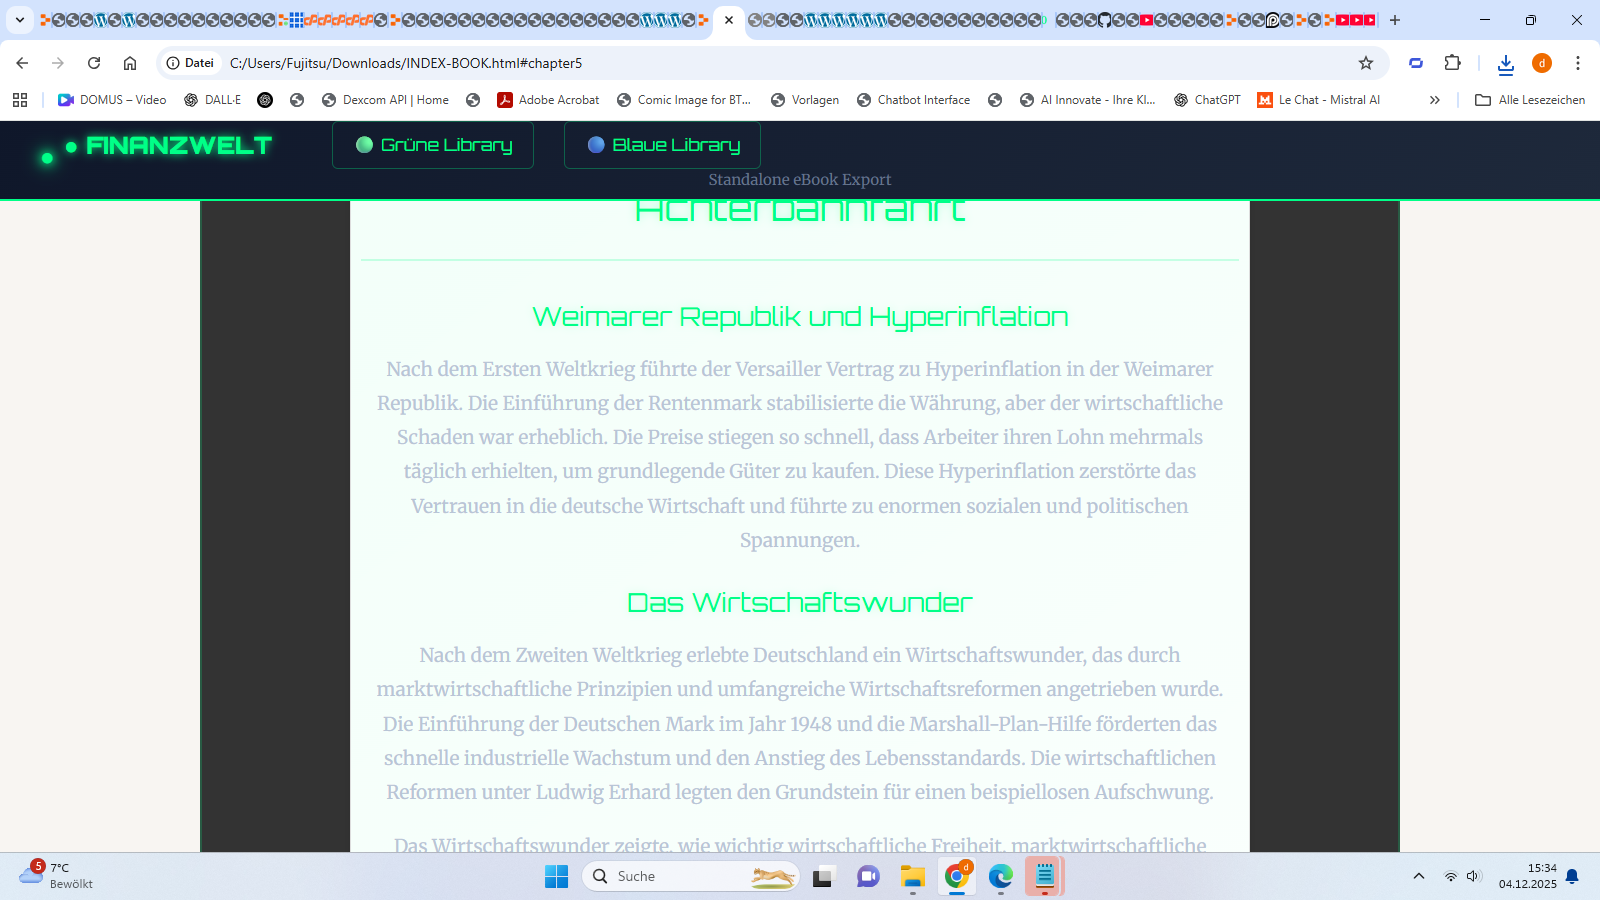 Datei
C:/Users/Fujitsu/Downloads/INDEX-BOOK.html#chapter5
d
DOMUS – Video
DALL·E
Dexcom API | Home
Adobe Acrobat
Comic Image for BT...
Vorlagen
Chatbot Interface
AI Innovate - Ihre KI...
ChatGPT
Le Chat - Mistral AI
Alle Lesezeichen
FINANZWELT
Grüne Library
Blaue Library
Standalone eBook Export
Achterbahnfahrt
Weimarer Republik und Hyperinflation
Nach dem Ersten Weltkrieg führte der Versailler Vertrag zu Hyperinflation in der Weimarer
Republik. Die Einführung der Rentenmark stabilisierte die Währung, aber der wirtschaftliche
Schaden war erheblich. Die Preise stiegen so schnell, dass Arbeiter ihren Lohn mehrmals
täglich erhielten, um grundlegende Güter zu kaufen. Diese Hyperinflation zerstörte das
Vertrauen in die deutsche Wirtschaft und führte zu enormen sozialen und politischen
Spannungen.
Das Wirtschaftswunder
Nach dem Zweiten Weltkrieg erlebte Deutschland ein Wirtschaftswunder, das durch
marktwirtschaftliche Prinzipien und umfangreiche Wirtschaftsreformen angetrieben wurde.
Die Einführung der Deutschen Mark im Jahr 1948 und die Marshall-Plan-Hilfe förderten das
schnelle industrielle Wachstum und den Anstieg des Lebensstandards. Die wirtschaftlichen
Reformen unter Ludwig Erhard legten den Grundstein für einen beispiellosen Aufschwung.
Das Wirtschaftswunder zeigte, wie wichtig wirtschaftliche Freiheit, marktwirtschaftliche
5
7°C
Bewölkt
Suche
d
15:34
04.12.2025